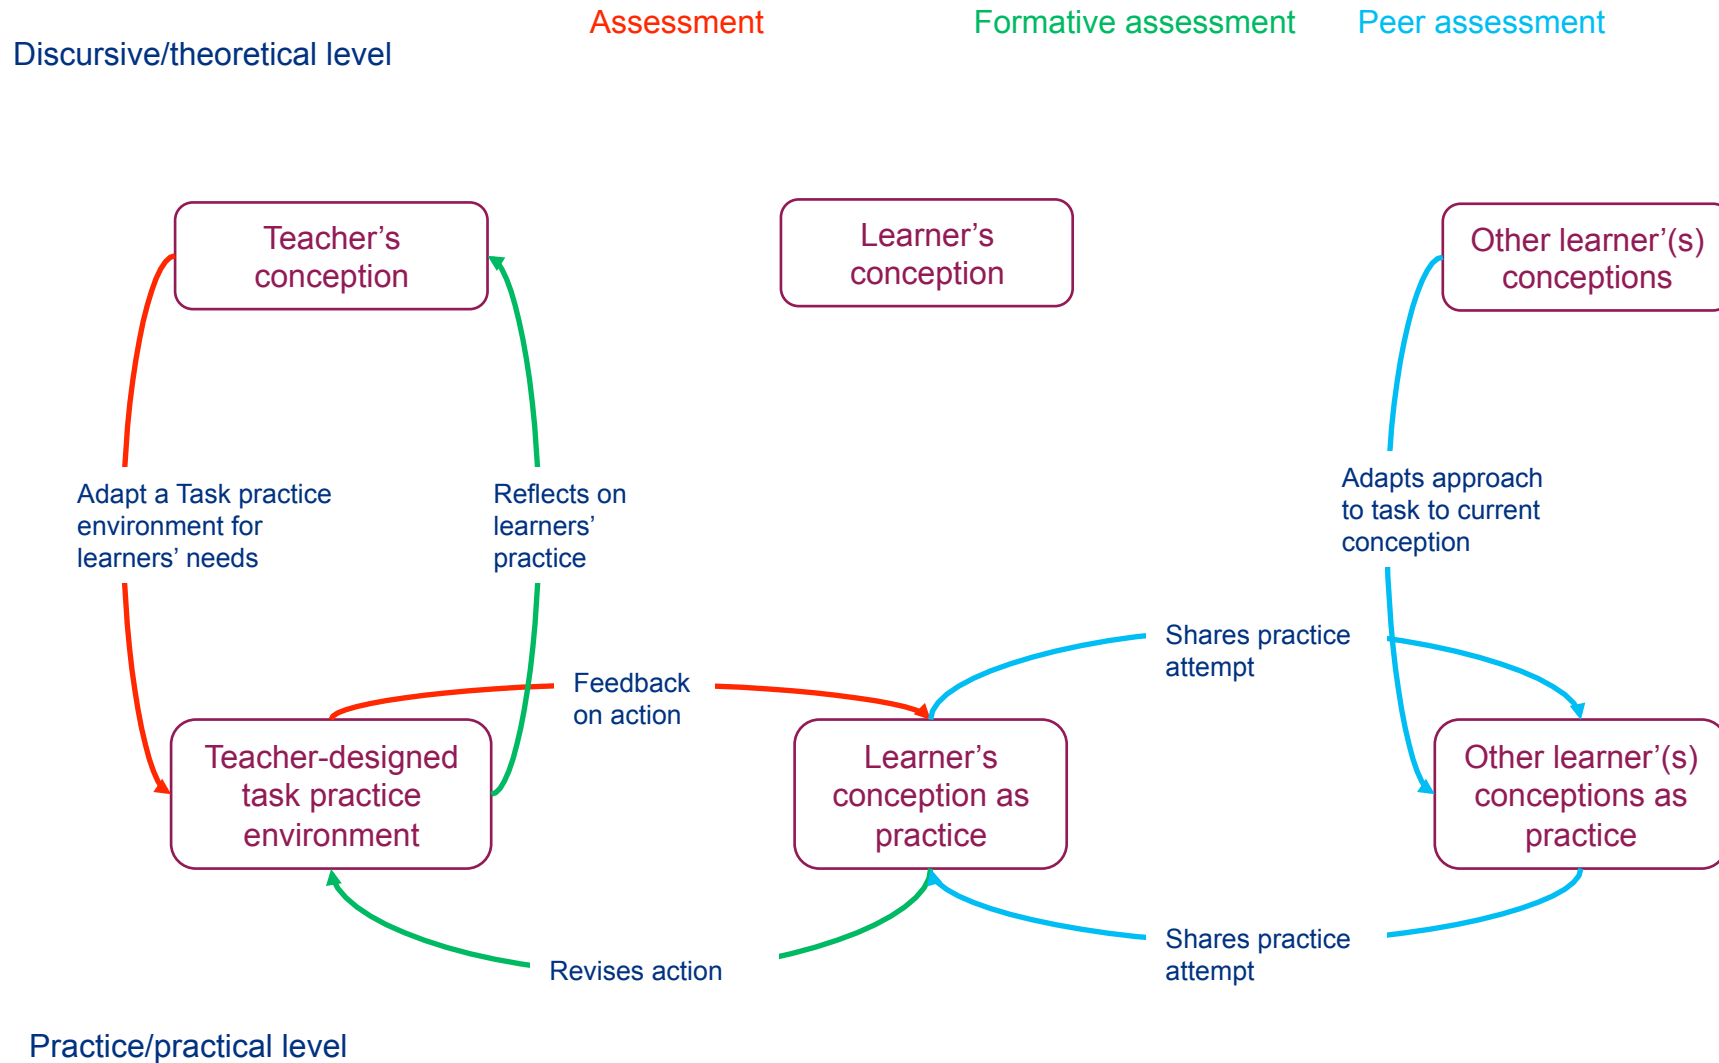 Assessment
Formative assessment
Peer assessment
Discursive/theoretical level
Teacher’s
conception
Learner’s
conception
Other learner’(s)
conceptions
Adapt a Task practice
environment for
learners’ needs
Reflects on
learners’
practice
Adapts approach
to task to current
conception
Feedback
on action
Shares practice
attempt
Teacher-designed
task practice
environment
Learner’s
conception as
practice
Other learner’(s)
conceptions as
practice
Revises action
Shares practice
attempt
Practice/practical level